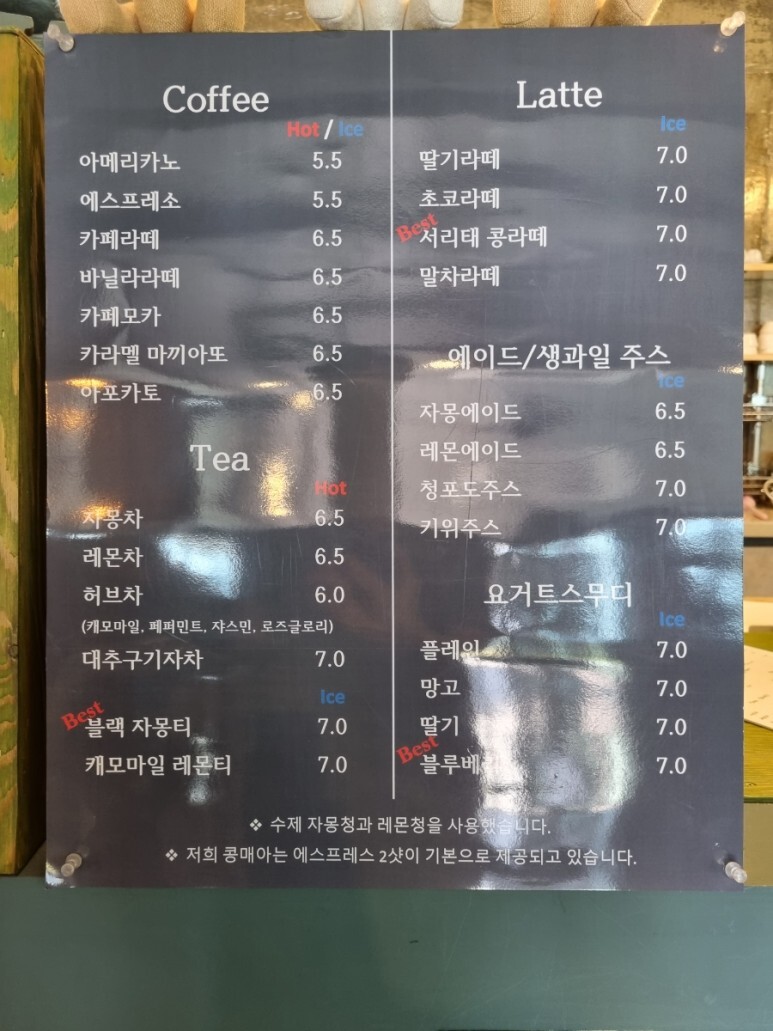 Coffee
Hot / Ice
아메리카노 5.5
에스프레소 5.5
카페라떼 6.5
바닐라라떼 6.5
카페모카 6.5
카라멜 마끼아또 6.5
아포카토 6.5
Tea
Hot
자몽차 6.5
레몬차 6.5
허브차 6.0
(캐모마일, 페퍼민트, 쟈스민, 로즈글로리)
대추구기자차 7.0
Ice
Best
블랙 자몽티 7.0
캐모마일 레몬티 7.0
Latte
Ice
딸기라떼 7.0
초코라떼 7.0
Best
서리태 콩라떼 7.0
말차라떼 7.0
에이드/생과일 주스
Ice
자몽에이드 6.5
레몬에이드 6.5
청포도주스 7.0
키위주스 7.0
요거트스무디
Ice
플레인 7.0
망고 7.0
딸기 7.0
Best
블루베리 7.0
❖ 수제 자몽청과 레몬청을 사용했습니다.
❖ 저희 콩매아는 에스프레스 2샷이 기본으로 제공되고 있습니다.